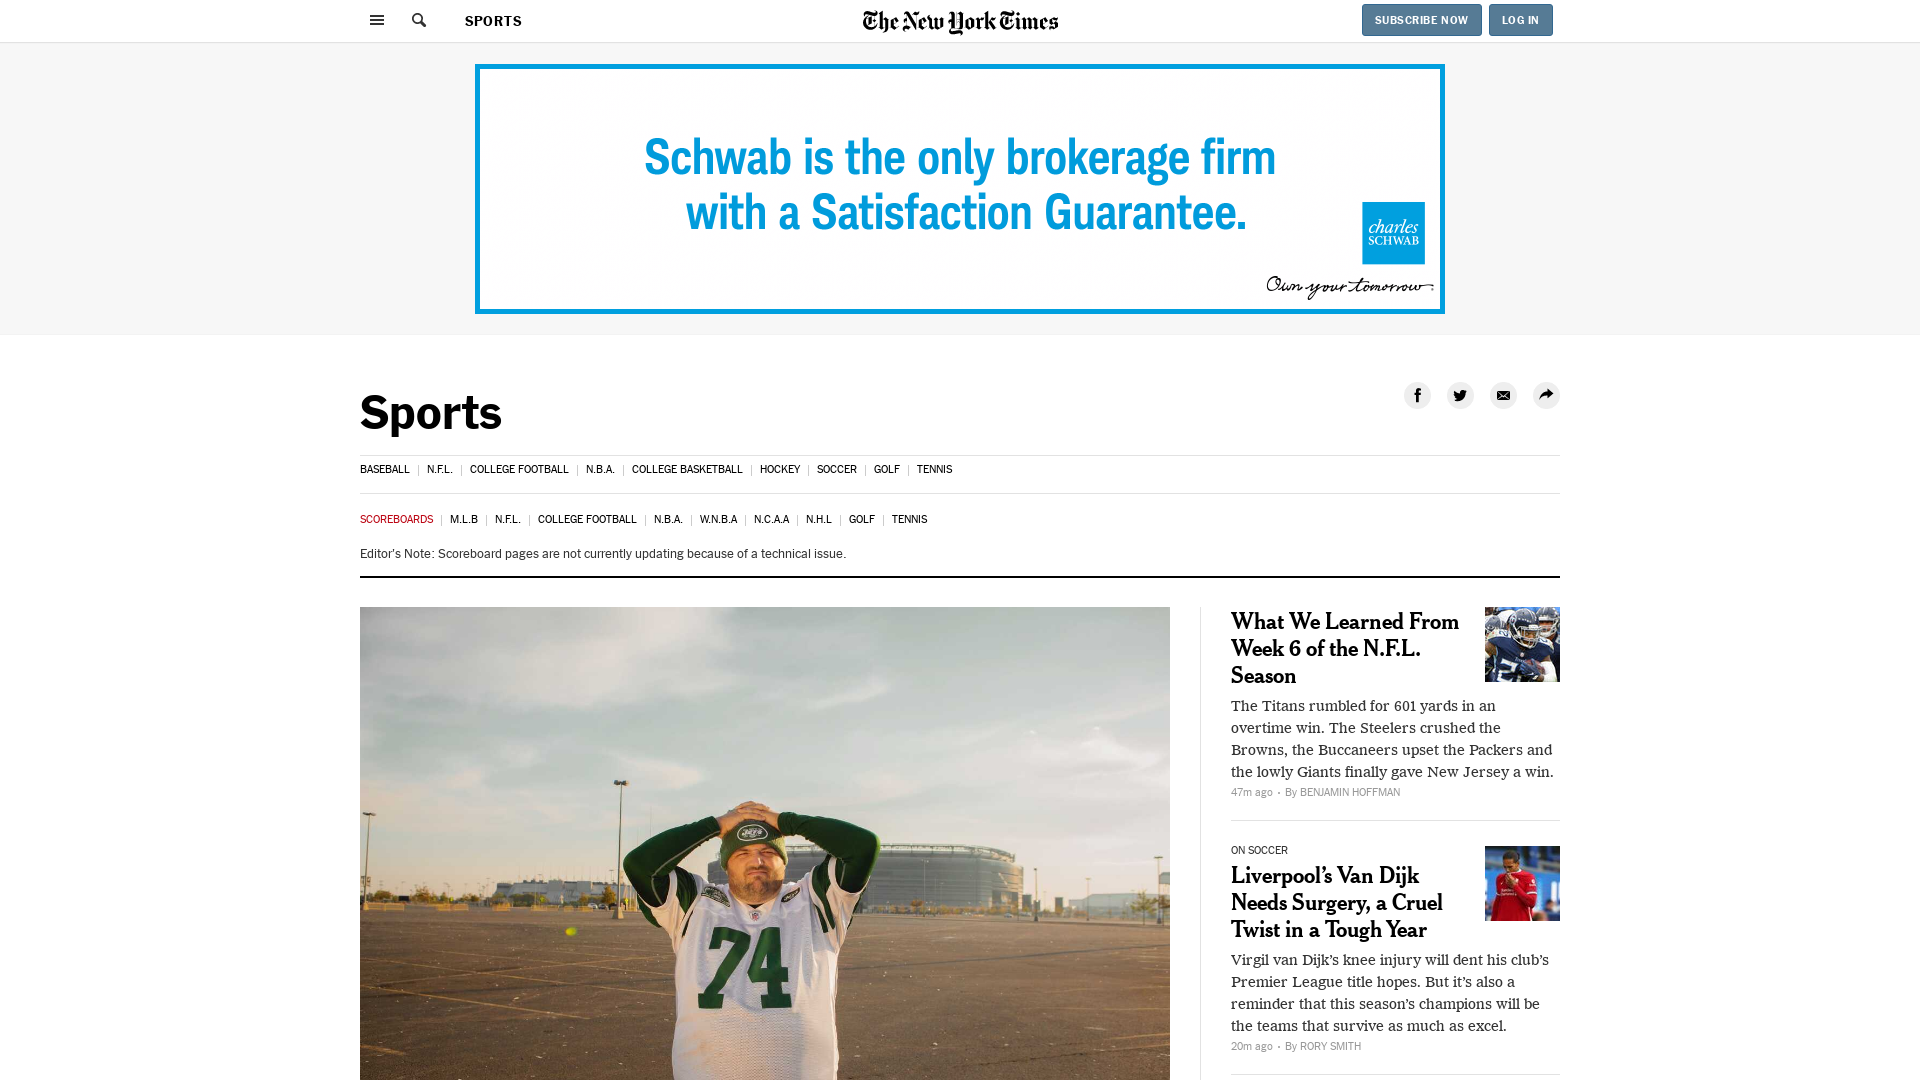 SPORTS
The New York Times
SUBSCRIBE NOW
LOG IN
Schwab is the only brokerage firm
with a Satisfaction Guarantee.
charles
SCHWAB
Own your tomorrow.
Sports
BASEBALL | N.F.L. | COLLEGE FOOTBALL | N.B.A. | COLLEGE BASKETBALL | HOCKEY | SOCCER | GOLF | TENNIS
SCOREBOARDS | M.L.B | N.F.L. | COLLEGE FOOTBALL | N.B.A. | W.N.B.A | N.C.A.A | N.H.L | GOLF | TENNIS
Editor's Note: Scoreboard pages are not currently updating because of a technical issue.
JETS
74
What We Learned From
Week 6 of the N.F.L.
Season
The Titans rumbled for 601 yards in an
overtime win. The Steelers crushed the
Browns, the Buccaneers upset the Packers and
the lowly Giants finally gave New Jersey a win.
47m ago · By BENJAMIN HOFFMAN
ON SOCCER
Liverpool’s Van Dijk
Needs Surgery, a Cruel
Twist in a Tough Year
Virgil van Dijk’s knee injury will dent his club’s
Premier League title hopes. But it’s also a
reminder that this season’s champions will be
the teams that survive as much as excel.
20m ago · By RORY SMITH